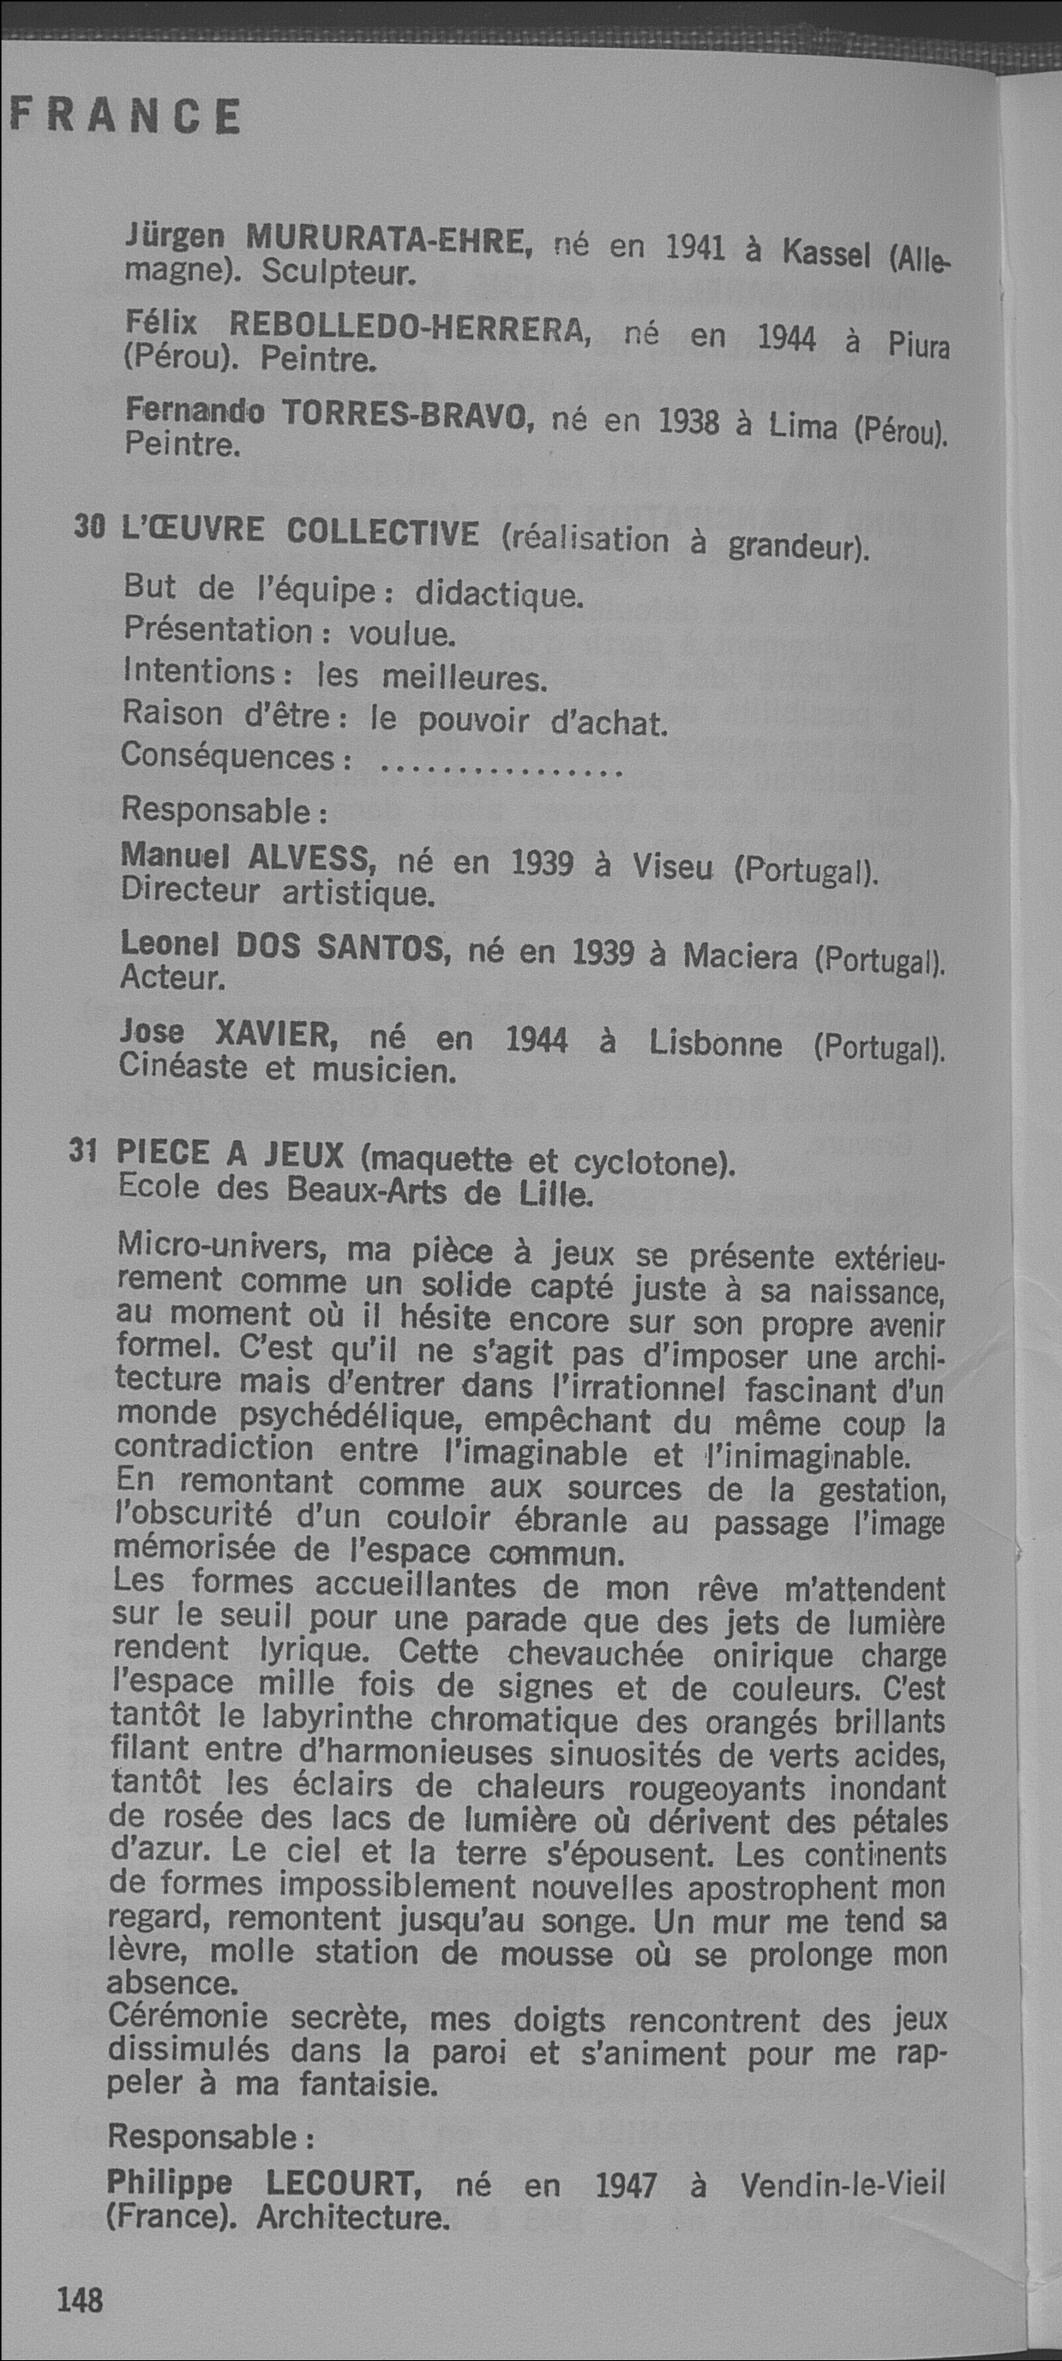 FRANCE
Jürgen MURURATA-EHRE, né en 1941 à Kassel (Alle-
magne). Sculpteur.
Félix REBOLLEDO-HERRERA, né en 1944 à Piura
(Pérou). Peintre.
Fernando TORRES-BRAVO, né en 1938 à Lima (Pérou).
Peintre.
30 L'ŒUVRE COLLECTIVE (réalisation à grandeur).
But de l'équipe : didactique.
Présentation : voulue.
Intentions : les meilleures.
Raison d'être : le pouvoir d'achat.
Conséquences : ................
Responsable :
Manuel ALVESS, né en 1939 à Viseu (Portugal).
Directeur artistique.
Leonel DOS SANTOS, né en 1939 à Maciera (Portugal).
Acteur.
Jose XAVIER, né en 1944 à Lisbonne (Portugal).
Cinéaste et musicien.
31 PIECE A JEUX (maquette et cyclotone).
Ecole des Beaux-Arts de Lille.
Micro-univers, ma pièce à jeux se présente extérieu-
rement comme un solide capté juste à sa naissance,
au moment où il hésite encore sur son propre avenir
formel. C'est qu'il ne s'agit pas d'imposer une archi-
tecture mais d'entrer dans l'irrationnel fascinant d'un
monde psychédélique, empêchant du même coup la
contradiction entre l'imaginable et l'inimaginable.
En remontant comme aux sources de la gestation,
l'obscurité d'un couloir ébranle au passage l'image
mémorisée de l'espace commun.
Les formes accueillantes de mon rêve m'attendent
sur le seuil pour une parade que des jets de lumière
rendent lyrique. Cette chevauchée onirique charge
l'espace mille fois de signes et de couleurs. C'est
tantôt le labyrinthe chromatique des orangés brillants
filant entre d'harmonieuses sinuosités de verts acides,
tantôt les éclairs de chaleurs rougeoyants inondant
de rosée des lacs de lumière où dérivent des pétales
d'azur. Le ciel et la terre s'épousent. Les continents
de formes impossiblement nouvelles apostrophent mon
regard, remontent jusqu'au songe. Un mur me tend sa
lèvre, molle station de mousse où se prolonge mon
absence.
Cérémonie secrète, mes doigts rencontrent des jeux
dissimulés dans la paroi et s'animent pour me rap-
peler à ma fantaisie.
Responsable :
Philippe LECOURT, né en 1947 à Vendin-le-Vieil
(France). Architecture.
148